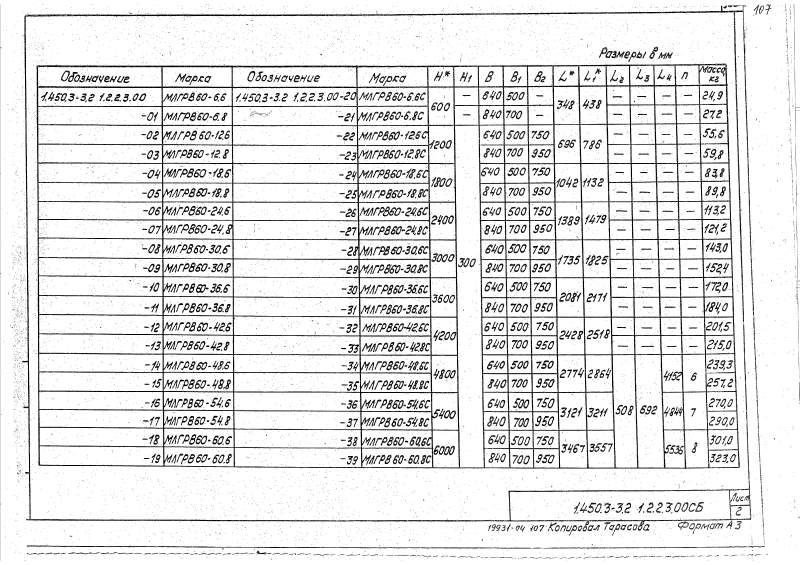 107
Размеры в мм
Обозначение Марка Обозначение Марка H* H1 B B1 B2 L* L1* L2 L3 L4 n Масса, кг
1.450.3-3.2 1.2.2.3.00 МЛГРВ60-6.6 1.450.3-3.2 1.2.2.3.00-20 МЛГРВ60-6.6С 600 — 640 500 — 348 438 — — — — 24,9
-01 МЛГРВ60-6.8 -21 МЛГРВ60-6.8С — 840 700 — — — — — 27,2
-02 МЛГРВ60-12.6 -22 МЛГРВ60-12.6С 1200 300 640 500 750 696 786 — — — — 55,6
-03 МЛГРВ60-12.8 -23 МЛГРВ60-12.8С 840 700 950 — — — — 59,8
-04 МЛГРВ60-18.6 -24 МЛГРВ60-18.6С 1800 640 500 750 1042 1132 — — — — 83,8
-05 МЛГРВ60-18.8 -25 МЛГРВ60-18.8С 840 700 950 — — — — 89,8
-06 МЛГРВ60-24.6 -26 МЛГРВ60-24.6С 2400 640 500 750 1389 1479 — — — — 113,2
-07 МЛГРВ60-24.8 -27 МЛГРВ60-24.8С 840 700 950 — — — — 121,2
-08 МЛГРВ60-30.6 -28 МЛГРВ60-30.6С 3000 640 500 750 1735 1825 — — — — 143,0
-09 МЛГРВ60-30.8 -29 МЛГРВ60-30.8С 840 700 950 — — — — 152,4
-10 МЛГРВ60-36.6 -30 МЛГРВ60-36.6С 3600 640 500 750 2081 2171 — — — — 172,0
-11 МЛГРВ60-36.8 -31 МЛГРВ60-36.8С 840 700 950 — — — — 184,0
-12 МЛГРВ60-42.6 -32 МЛГРВ60-42.6С 4200 640 500 750 2428 2518 — — — — 201,5
-13 МЛГРВ60-42.8 -33 МЛГРВ60-42.8С 840 700 950 — — — — 215,0
-14 МЛГРВ60-48.6 -34 МЛГРВ60-48.6С 4800 640 500 750 2774 2864 508 692 4152 6 239,3
-15 МЛГРВ60-48.8 -35 МЛГРВ60-48.8С 840 700 950 257,2
-16 МЛГРВ60-54.6 -36 МЛГРВ60-54.6С 5400 640 500 750 3121 3211 4844 7 270,0
-17 МЛГРВ60-54.8 -37 МЛГРВ60-54.8С 840 700 950 290,0
-18 МЛГРВ60-60.6 -38 МЛГРВ60-60.6С 6000 640 500 750 3467 3557 5536 8 301,0
-19 МЛГРВ60-60.8 -39 МЛГРВ60-60.8С 840 700 950 323,0
1.450.3-3.2 1.2.2.3.00СБ
Лист
2
19931-04 107 Копировал Тарасова Формат А3